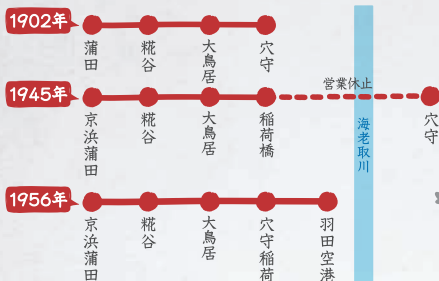 1902年
蒲田
糀谷
大鳥居
穴守
1945年
京浜蒲田
糀谷
大鳥居
稲荷橋
営業休止
穴守
海老取川
1956年
京浜蒲田
糀谷
大鳥居
穴守稲荷
羽田空港